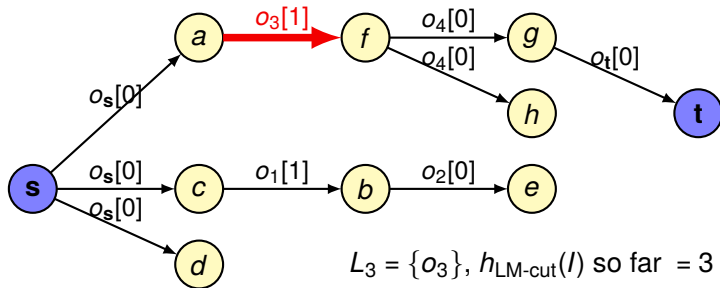 o₃[1]
o₄[0]
a
f
g
oₛ[0]
o₄[0]
oₜ[0]
h
t
oₛ[0]
o₁[1]
o₂[0]
s
c
b
e
oₛ[0]
d
L₃ = {o₃}, h_LM-cut(I) so far = 3